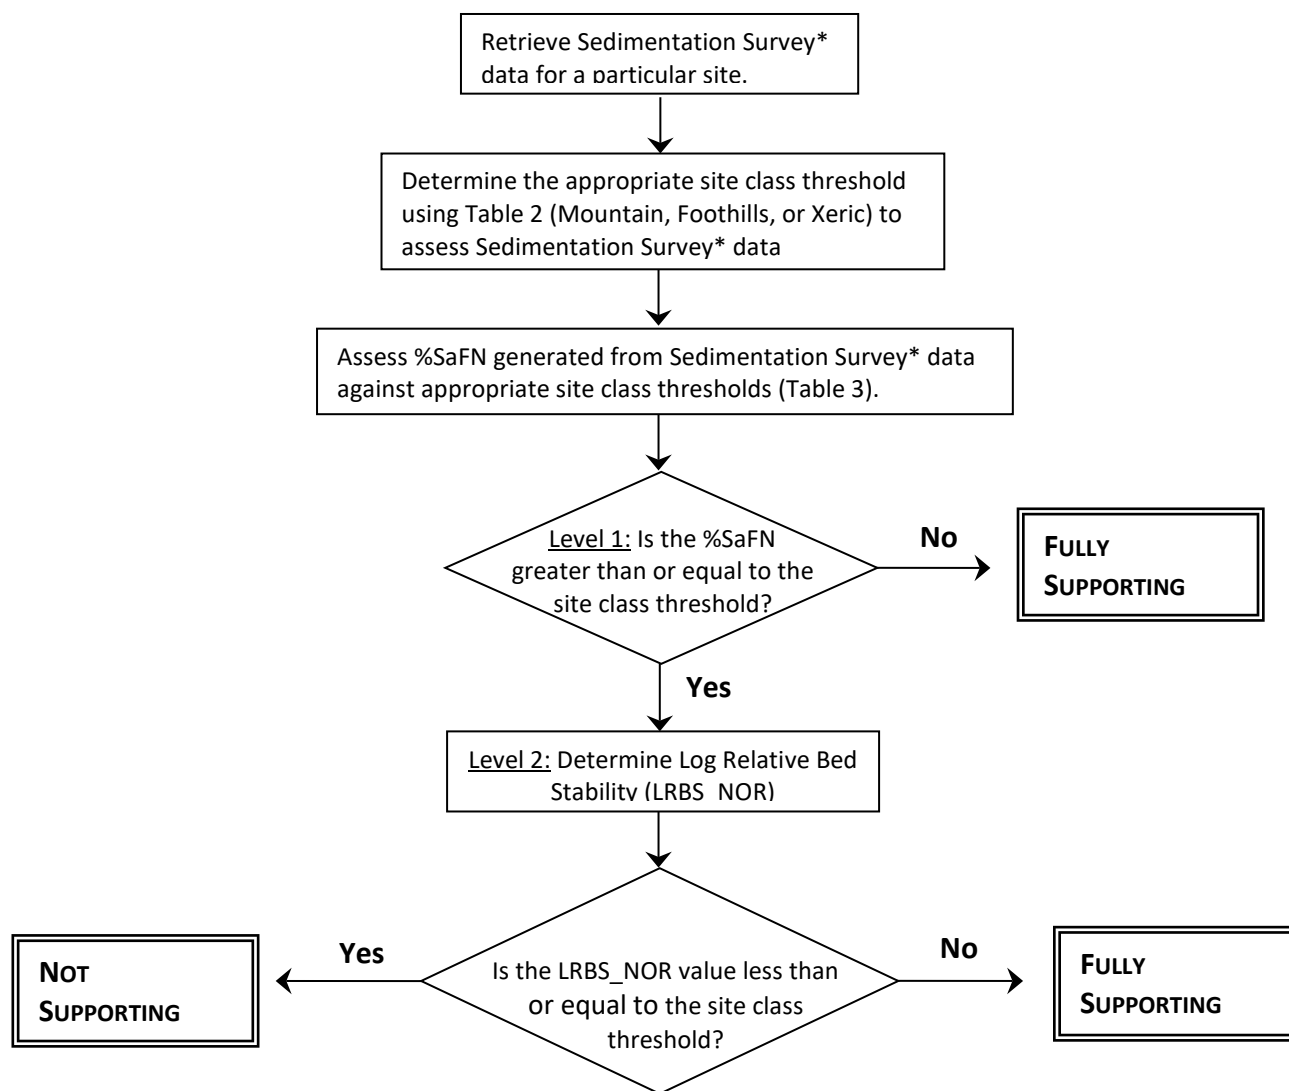 Retrieve Sedimentation Survey*
data for a particular site.
Determine the appropriate site class threshold
using Table 2 (Mountain, Foothills, or Xeric) to
assess Sedimentation Survey* data
Assess %SaFN generated from Sedimentation Survey* data
against appropriate site class thresholds (Table 3).
Level 1: Is the %SaFN
greater than or equal to the
site class threshold?
No
FULLY
SUPPORTING
Yes
Level 2: Determine Log Relative Bed
Stability (LRBS_NOR)
Is the LRBS_NOR value less than
or equal to the site class
threshold?
Yes
NOT
SUPPORTING
No
FULLY
SUPPORTING